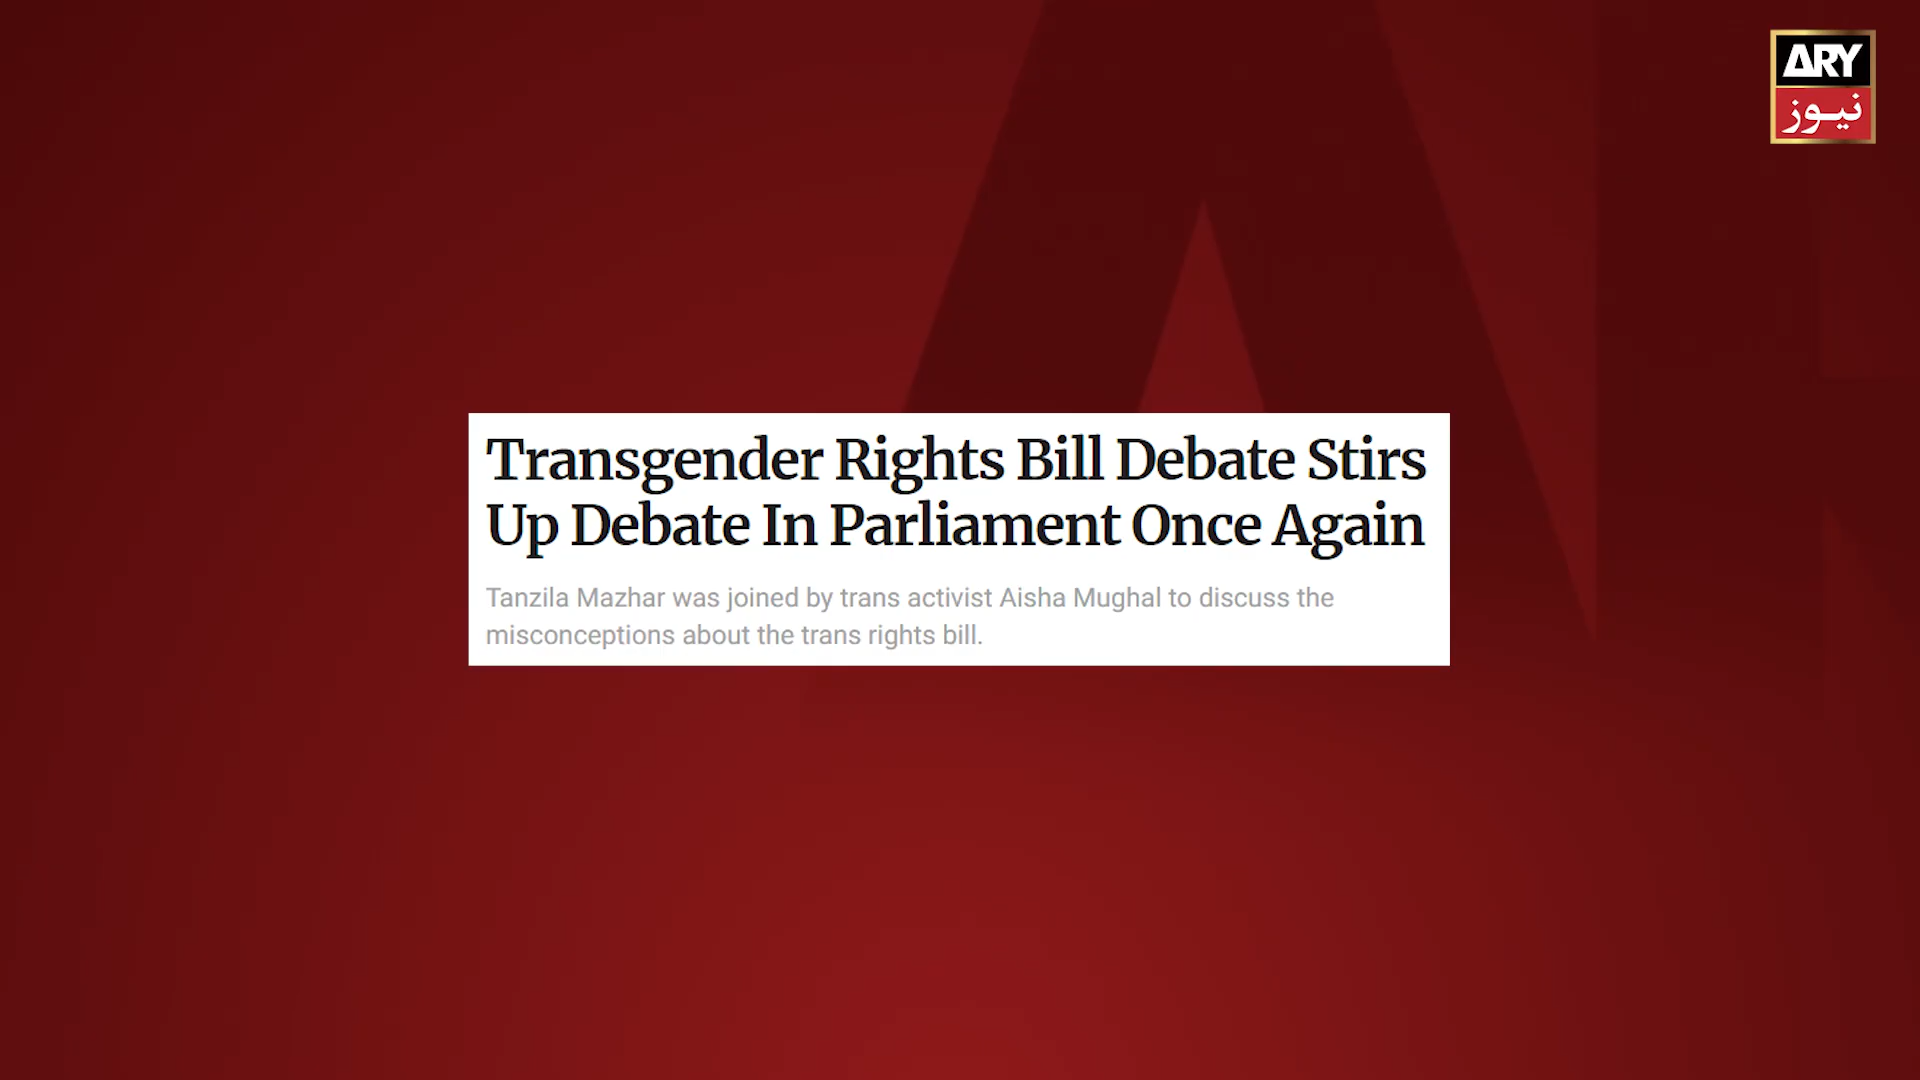 ARY
نیوز
Transgender Rights Bill Debate Stirs
Up Debate In Parliament Once Again
Tanzila Mazhar was joined by trans activist Aisha Mughal to discuss the
misconceptions about the trans rights bill.